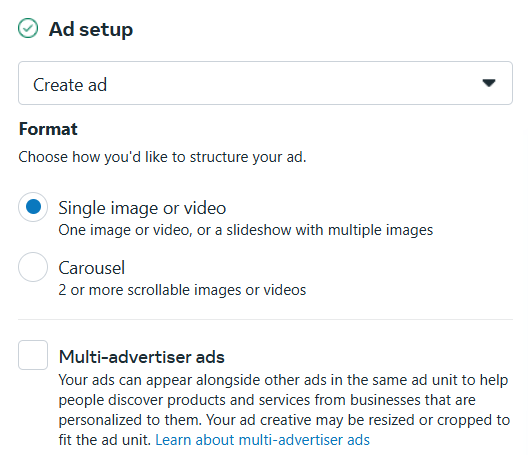 Ad setup
Create ad
Format
Choose how you'd like to structure your ad.
Single image or video
One image or video, or a slideshow with multiple images
Carousel
2 or more scrollable images or videos
Multi-advertiser ads
Your ads can appear alongside other ads in the same ad unit to help
people discover products and services from businesses that are
personalized to them. Your ad creative may be resized or cropped to
fit the ad unit. Learn about multi-advertiser ads